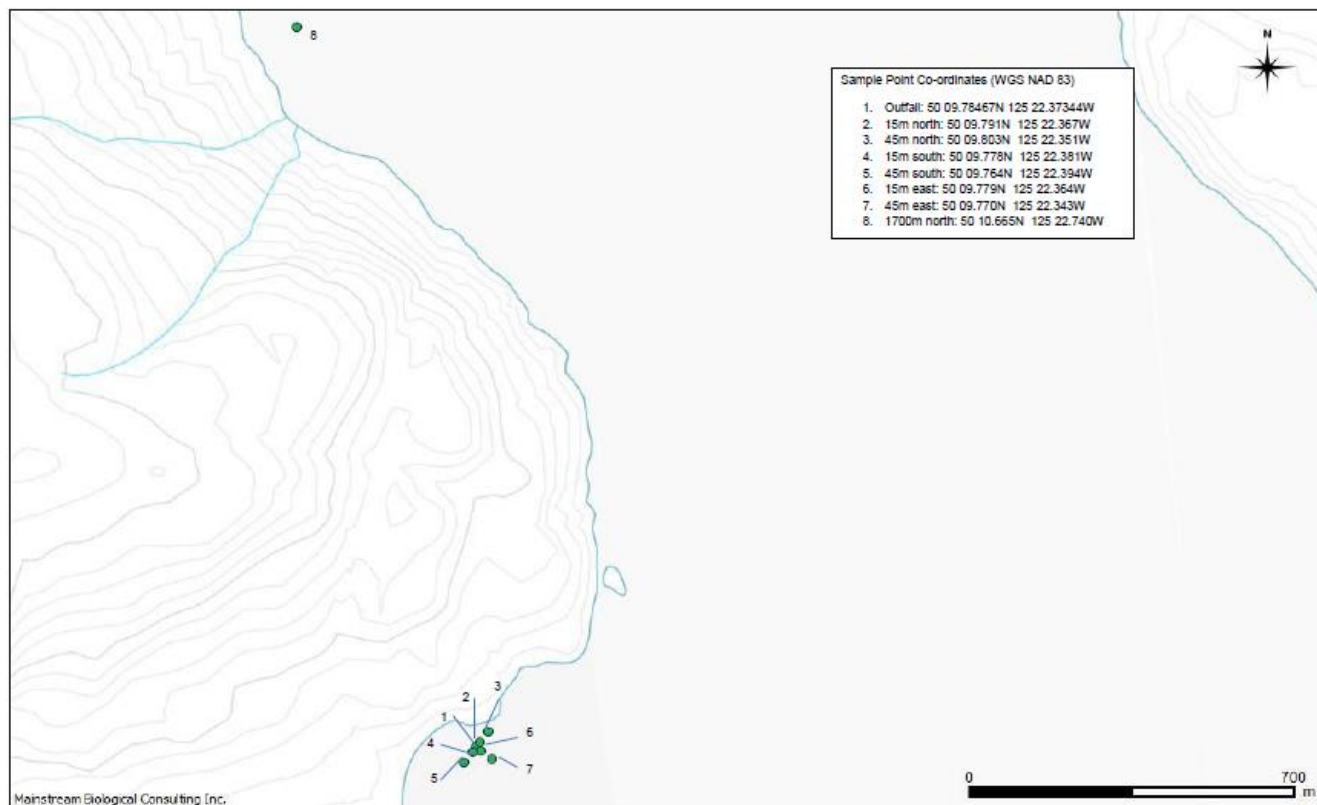 8
N
Sample Point Co-ordinates (WGS NAD 83)
1. Outfall: 50 09.78467N 125 22.37344W
2. 15m north: 50 09.791N 125 22.367W
3. 45m north: 50 09.803N 125 22.351W
4. 15m south: 50 09.778N 125 22.381W
5. 45m south: 50 09.764N 125 22.394W
6. 15m east: 50 09.779N 125 22.364W
7. 45m east: 50 09.770N 125 22.343W
8. 1700m north: 50 10.665N 125 22.740W
3
2
1
6
4
7
5
0 700
m
Mainstream Biological Consulting Inc.